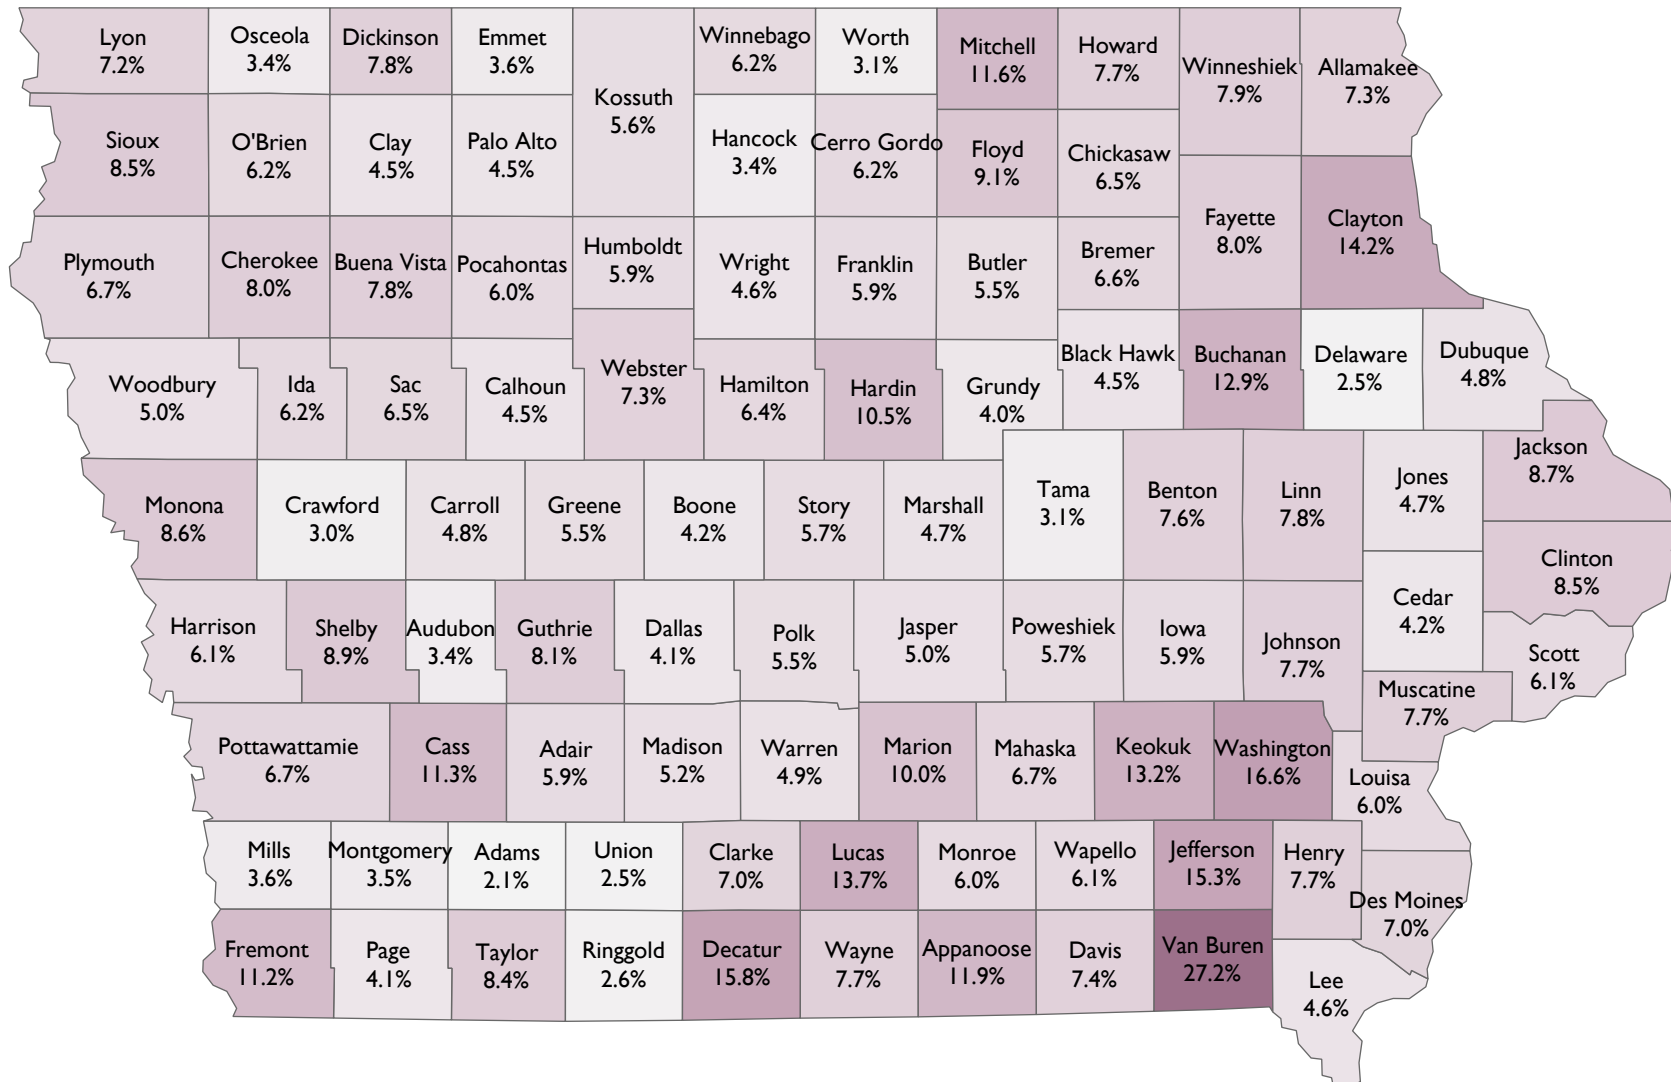 Lyon
7.2%
Osceola
3.4%
Dickinson
7.8%
Emmet
3.6%
Kossuth
5.6%
Winnebago
6.2%
Worth
3.1%
Mitchell
11.6%
Howard
7.7%
Winneshiek
7.9%
Allamakee
7.3%
Sioux
8.5%
O'Brien
6.2%
Clay
4.5%
Palo Alto
4.5%
Hancock
3.4%
Cerro Gordo
6.2%
Floyd
9.1%
Chickasaw
6.5%
Fayette
8.0%
Clayton
14.2%
Plymouth
6.7%
Cherokee
8.0%
Buena Vista
7.8%
Pocahontas
6.0%
Humboldt
5.9%
Wright
4.6%
Franklin
5.9%
Butler
5.5%
Bremer
6.6%
Woodbury
5.0%
Ida
6.2%
Sac
6.5%
Calhoun
4.5%
Webster
7.3%
Hamilton
6.4%
Hardin
10.5%
Grundy
4.0%
Black Hawk
4.5%
Buchanan
12.9%
Delaware
2.5%
Dubuque
4.8%
Monona
8.6%
Crawford
3.0%
Carroll
4.8%
Greene
5.5%
Boone
4.2%
Story
5.7%
Marshall
4.7%
Tama
3.1%
Benton
7.6%
Linn
7.8%
Jones
4.7%
Jackson
8.7%
Clinton
8.5%
Harrison
6.1%
Shelby
8.9%
Audubon
3.4%
Guthrie
8.1%
Dallas
4.1%
Polk
5.5%
Jasper
5.0%
Poweshiek
5.7%
Iowa
5.9%
Johnson
7.7%
Cedar
4.2%
Scott
6.1%
Muscatine
7.7%
Pottawattamie
6.7%
Cass
11.3%
Adair
5.9%
Madison
5.2%
Warren
4.9%
Marion
10.0%
Mahaska
6.7%
Keokuk
13.2%
Washington
16.6%
Louisa
6.0%
Mills
3.6%
Montgomery
3.5%
Adams
2.1%
Union
2.5%
Clarke
7.0%
Lucas
13.7%
Monroe
6.0%
Wapello
6.1%
Jefferson
15.3%
Henry
7.7%
Des Moines
7.0%
Fremont
11.2%
Page
4.1%
Taylor
8.4%
Ringgold
2.6%
Decatur
15.8%
Wayne
7.7%
Appanoose
11.9%
Davis
7.4%
Van Buren
27.2%
Lee
4.6%